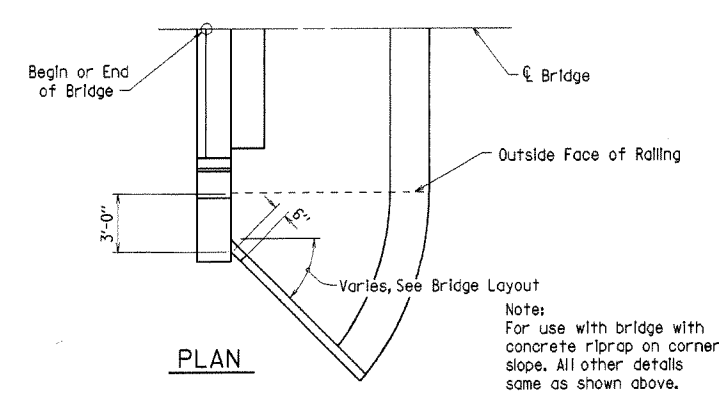 Begin or End
of Bridge
℄ Bridge
Outside Face of Railing
3'-0"
6"
Varies, See Bridge Layout
Note:
For use with bridge with
concrete riprap on corner
slope. All other details
same as shown above.
PLAN